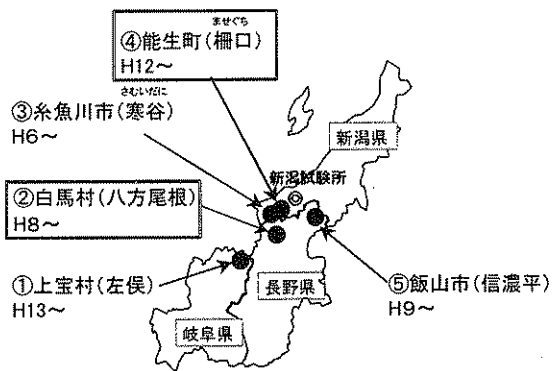 ませぐち
④能生町(柵口)
H12~
さむいだに
③糸魚川市(寒谷)
H6~
新潟県
新潟試験所
②白馬村(八方尾根)
H8~
①上宝村(左俣)
H13~
長野県
⑤飯山市(信濃平)
H9~
岐阜県